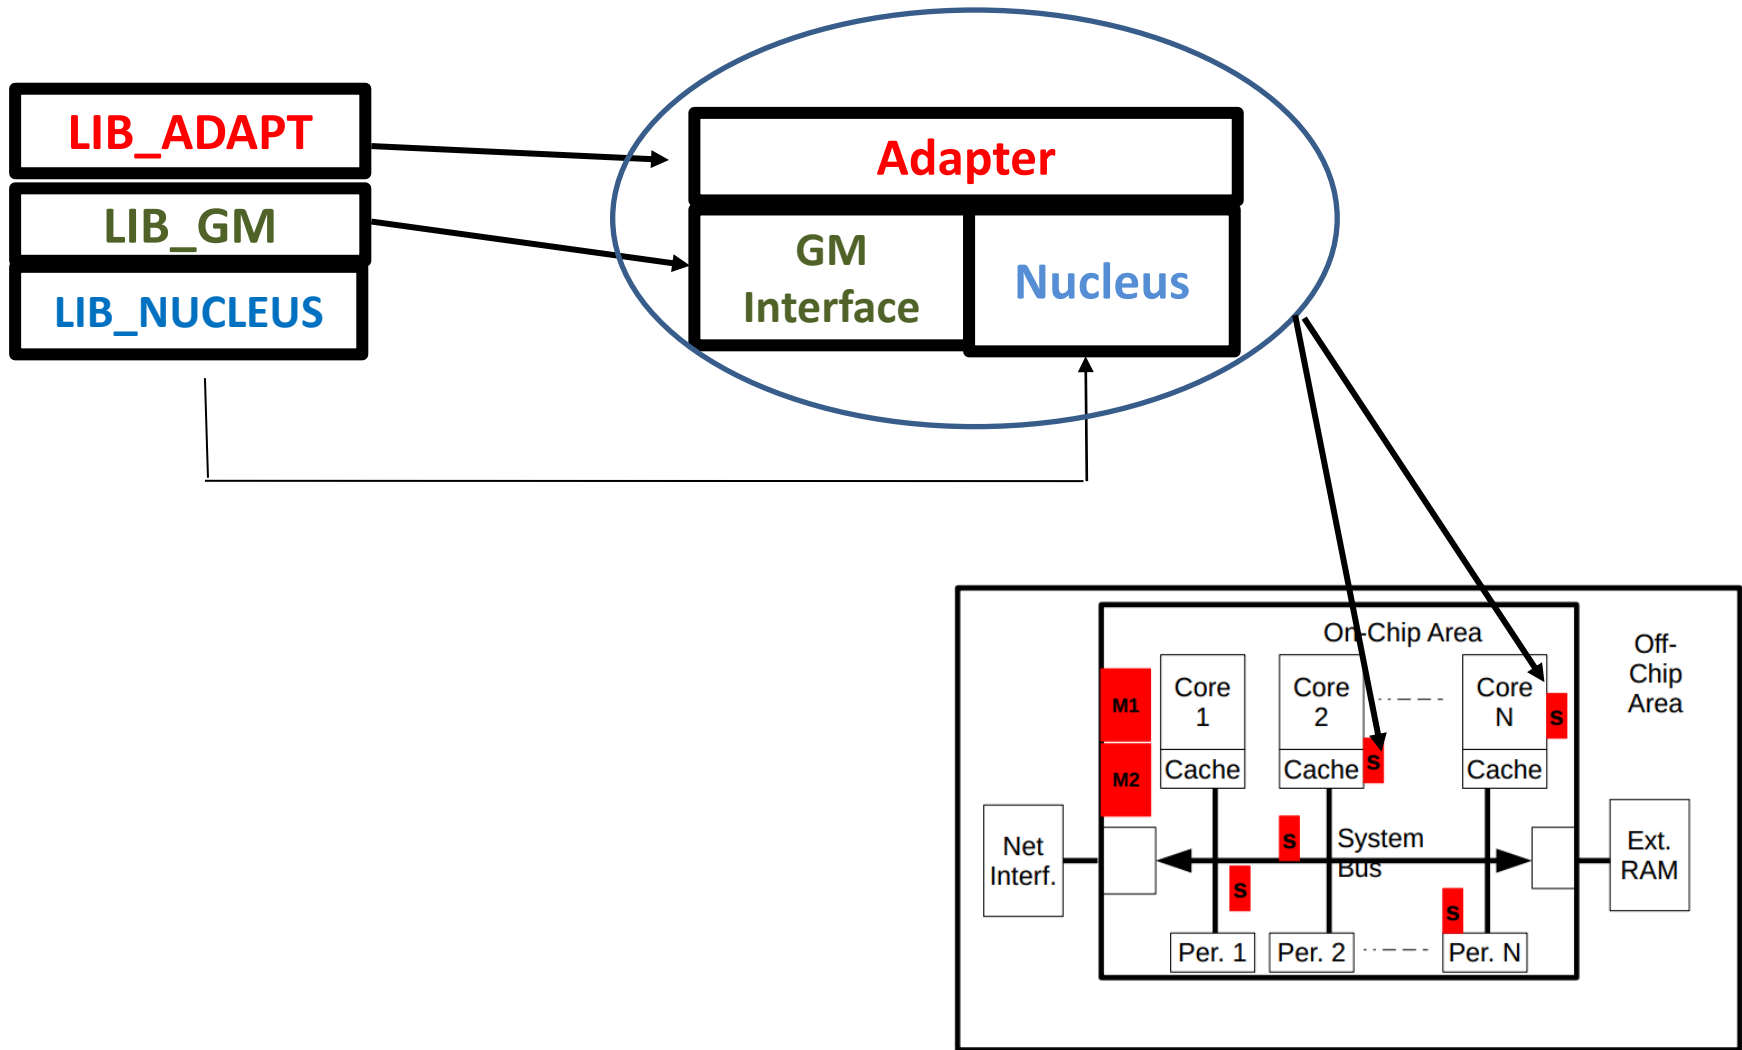 LIB_ADAPT
LIB_GM
LIB_NUCLEUS
Adapter
GM
Interface
Nucleus
On-Chip Area
Off-
Chip
Area
M1
M2
Core
1
Cache
Core
2
Cache
s
Core
N
Cache
s
Net
Interf.
s
System
Bus
s
s
Ext.
RAM
Per. 1
Per. 2
Per. N